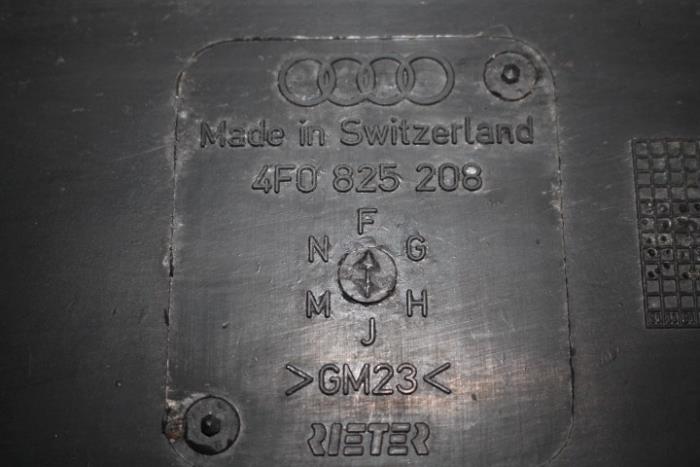 Made in Switzerland
4F0 825 208
F
N G
M H
J
>GM23<
RIETER